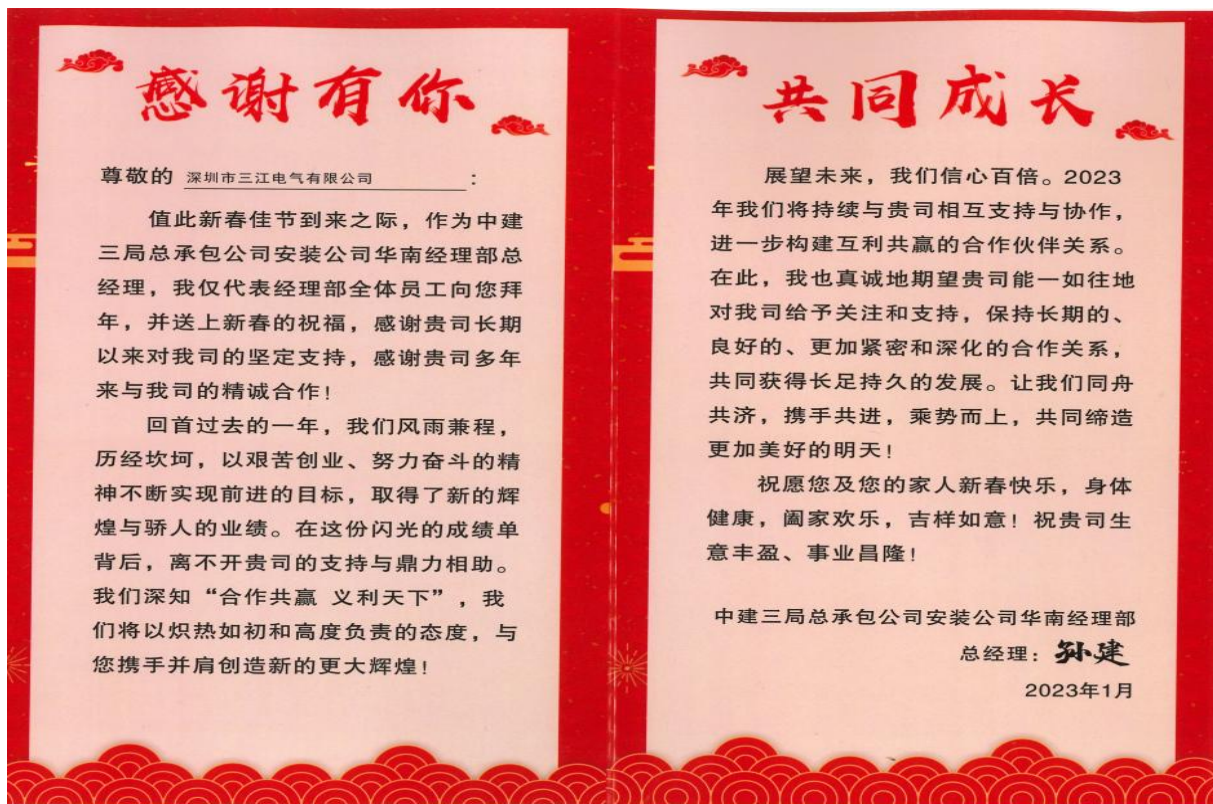 感谢有你
尊敬的 深圳市三江电气有限公司 :
值此新春佳节到来之际，作为中建
三局总承包公司安装公司华南经理部总
经理，我仅代表经理部全体员工向您拜
年，并送上新春的祝福，感谢贵司长期
以来对我司的坚定支持，感谢贵司多年
来与我司的精诚合作！
回首过去的一年，我们风雨兼程，
历经坎坷，以艰苦创业、努力奋斗的精
神不断实现前进的目标，取得了新的辉
煌与骄人的业绩。在这份闪光的成绩单
背后，离不开贵司的支持与鼎力相助。
我们深知“合作共赢 义利天下”，我
们将以炽热如初和高度负责的态度，与
您携手并肩创造新的更大辉煌！
共同成长
展望未来，我们信心百倍。2023
年我们将持续与贵司相互支持与协作，
进一步构建互利共赢的合作伙伴关系。
在此，我也真诚地期望贵司能一如往地
对我司给予关注和支持，保持长期的、
良好的、更加紧密和深化的合作关系，
共同获得长足持久的发展。让我们同舟
共济，携手共进，乘势而上，共同缔造
更加美好的明天！
祝愿您及您的家人新春快乐，身体
健康，阖家欢乐，吉祥如意！祝贵司生
意丰盈、事业昌隆！
中建三局总承包公司安装公司华南经理部
总经理：孙建
2023年1月